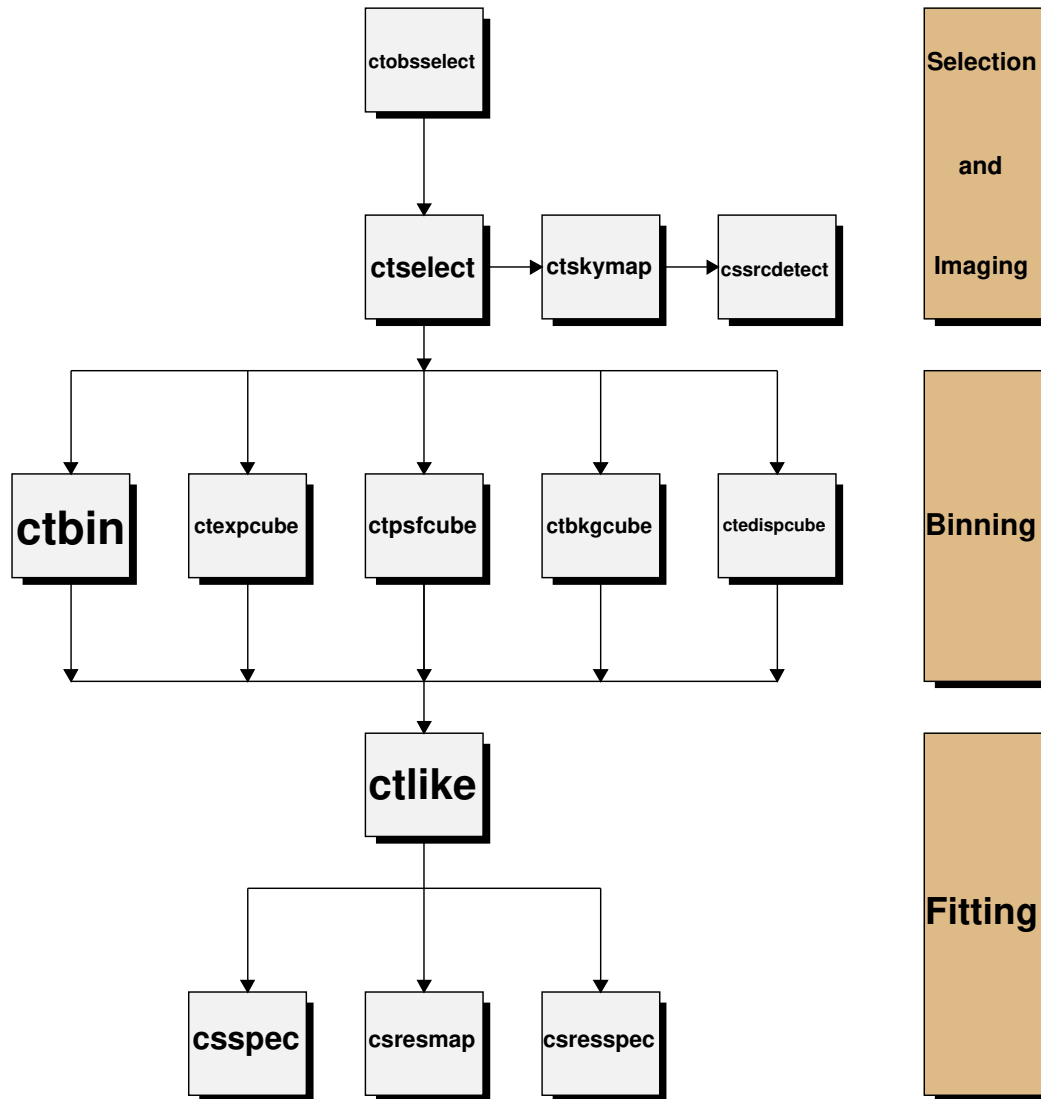 ctobsselect
Selection
and
Imaging
ctselect
ctskymap
cssrcdetect
ctbin
ctexpcube
ctpsfcube
ctbkgcube
ctedispcube
Binning
ctlike
Fitting
csspec
csresmap
csresspec